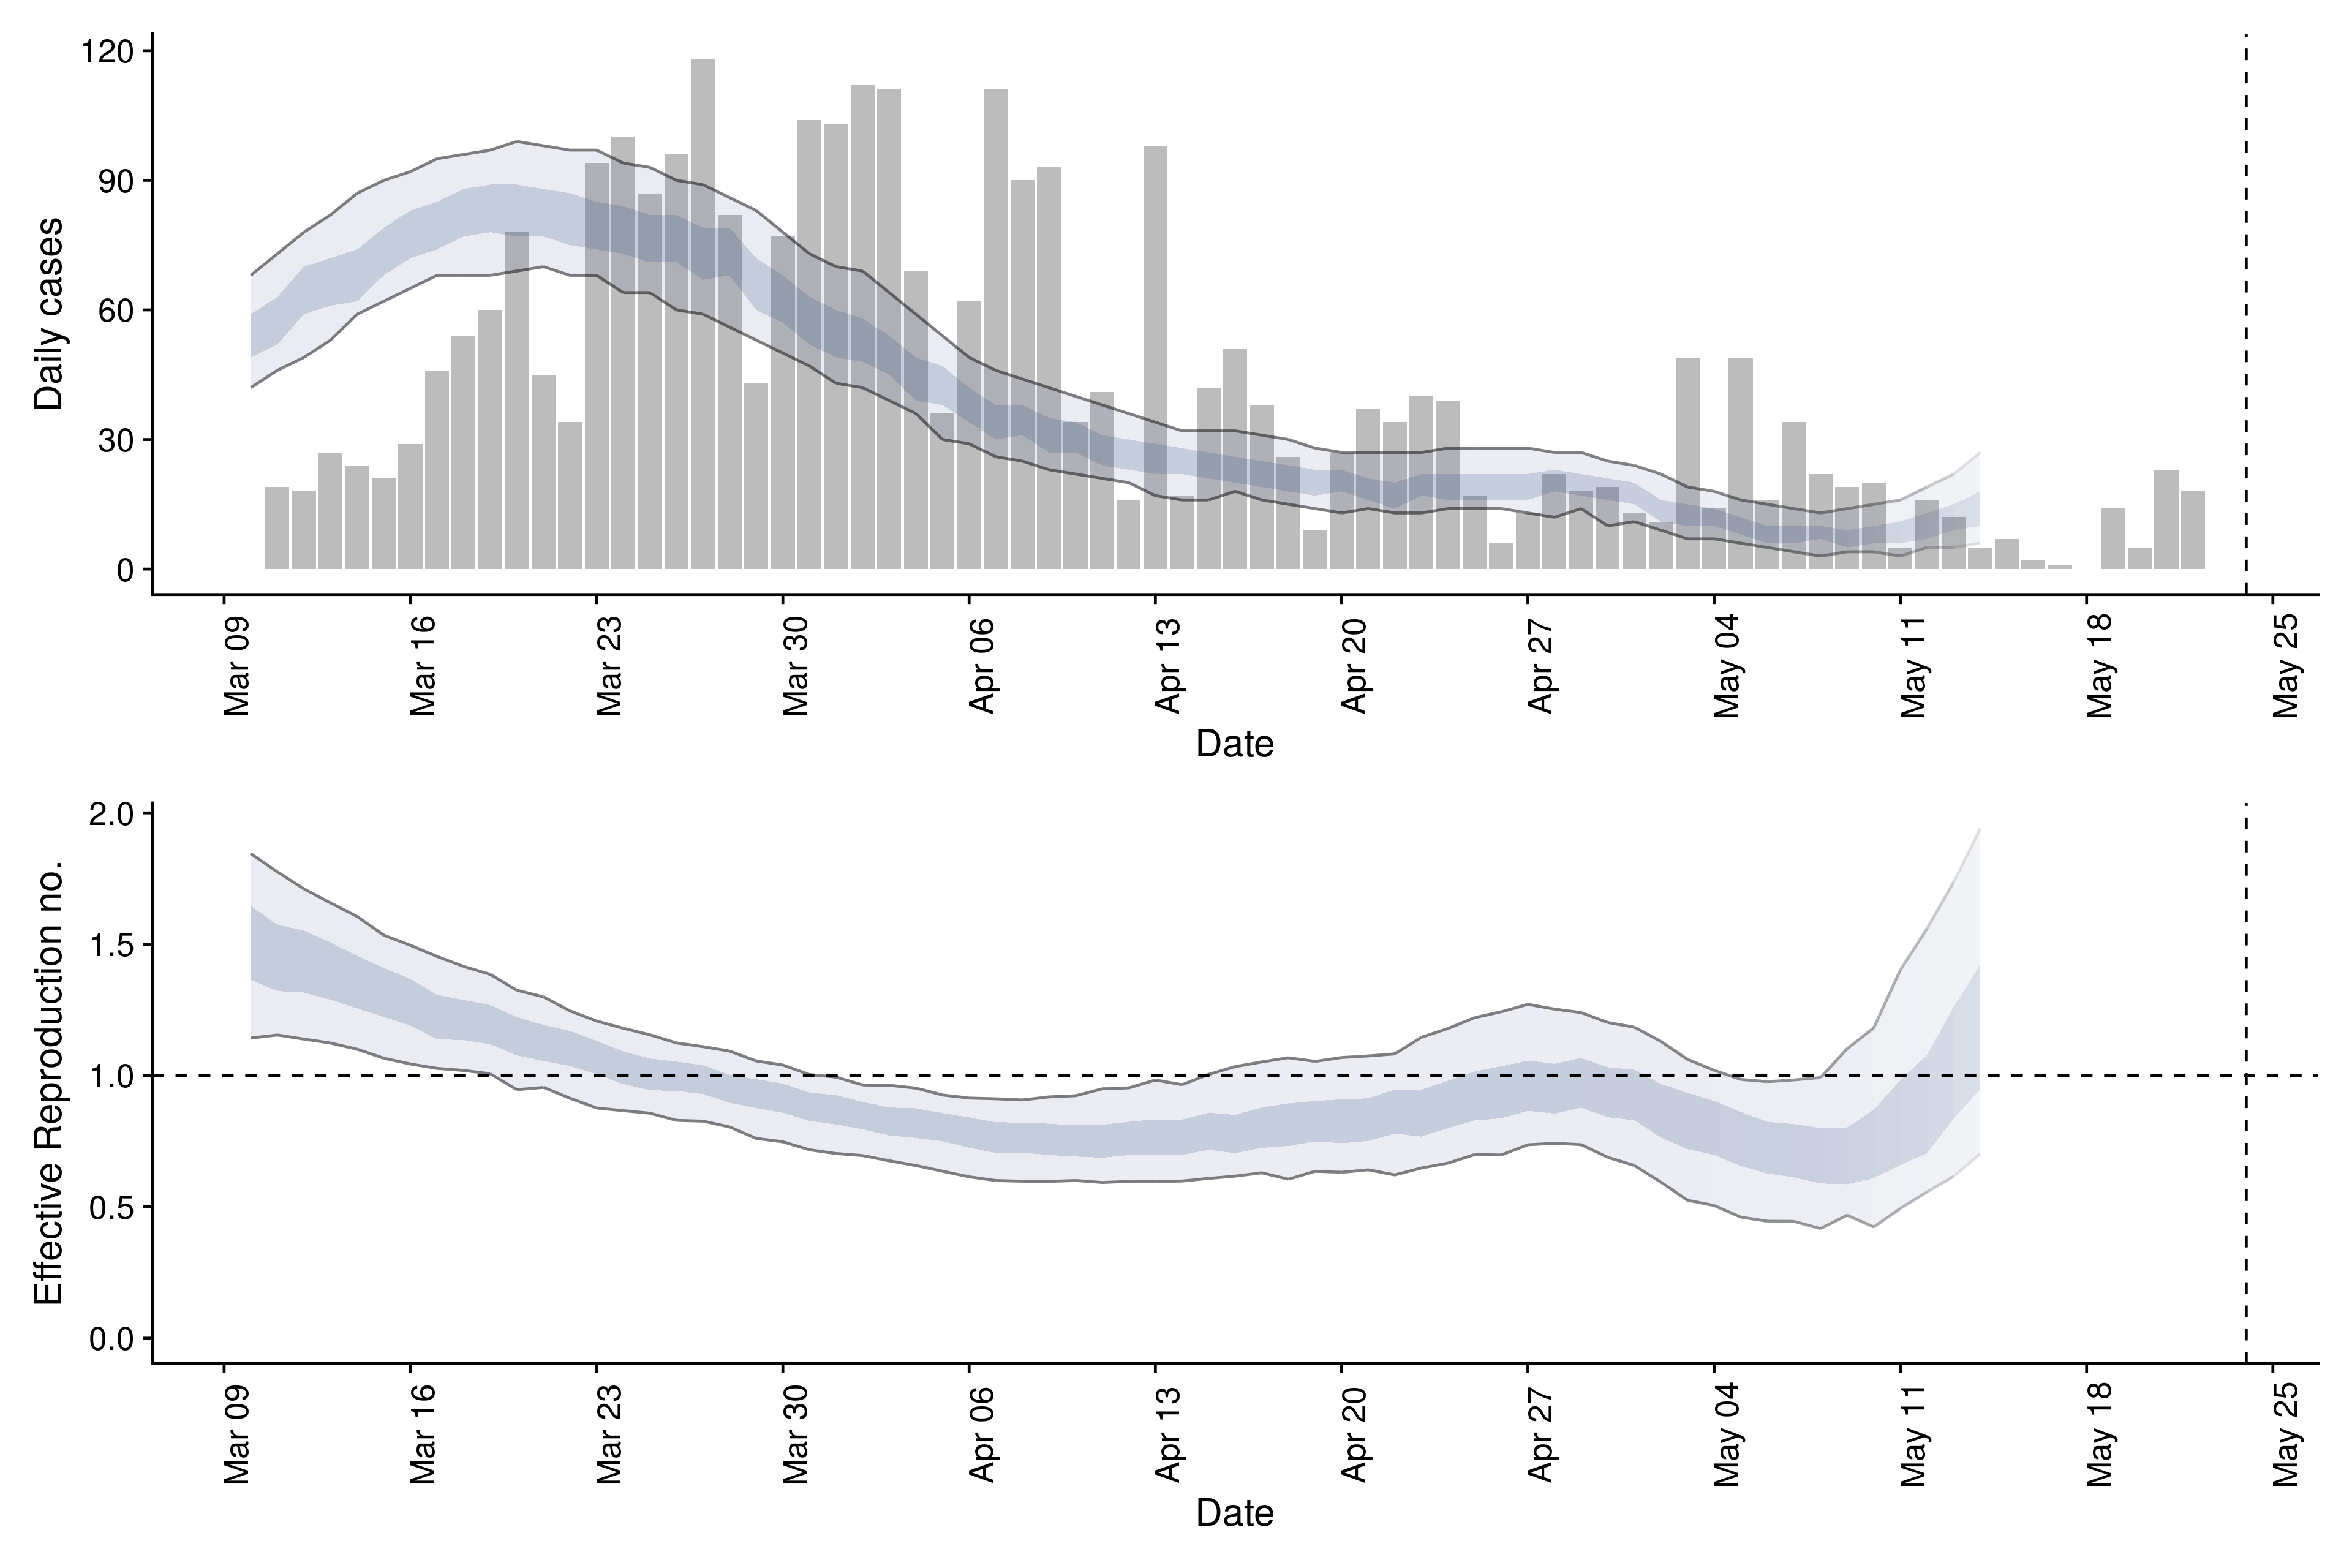 Daily cases
120
90
60
30
0
Mar 09
Mar 16
Mar 23
Mar 30
Apr 06
Apr 13
Apr 20
Apr 27
May 04
May 11
May 18
May 25
Date
Effective Reproduction no.
2.0
1.5
1.0
0.5
0.0
Mar 09
Mar 16
Mar 23
Mar 30
Apr 06
Apr 13
Apr 20
Apr 27
May 04
May 11
May 18
May 25
Date